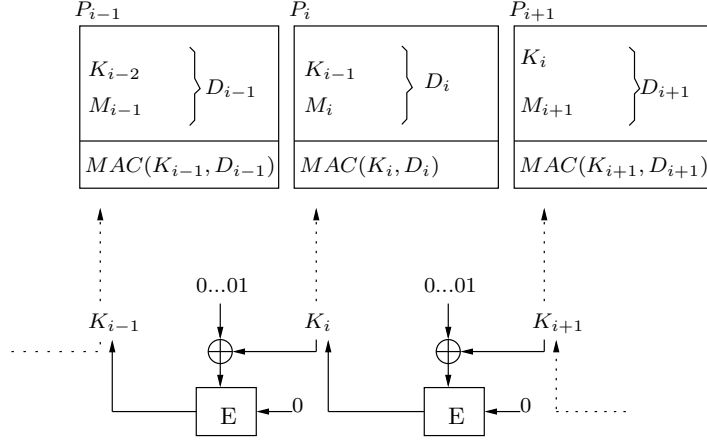 P_{i−1} P_i P_{i+1}
K_{i−2} K_{i−1} K_i
D_{i−1} D_i D_{i+1}
M_{i−1} M_i M_{i+1}
MAC(K_{i−1}, D_{i−1}) MAC(K_i, D_i) MAC(K_{i+1}, D_{i+1})
0...01 0...01
K_{i−1} K_i K_{i+1}
E 0 E 0